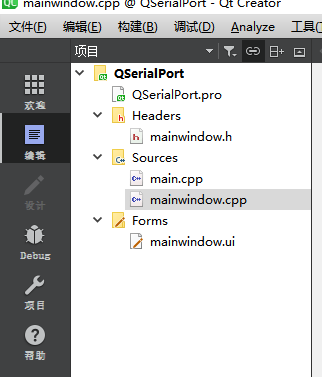 mainwindow.cpp @ QSerialPort - Qt Creator
文件(F) 编辑(E) 构建(B) 调试(D) Analyze 工具(
项目
欢迎
编辑
设计
Debug
项目
帮助
QSerialPort
QSerialPort.pro
Headers
mainwindow.h
Sources
main.cpp
mainwindow.cpp
Forms
mainwindow.ui